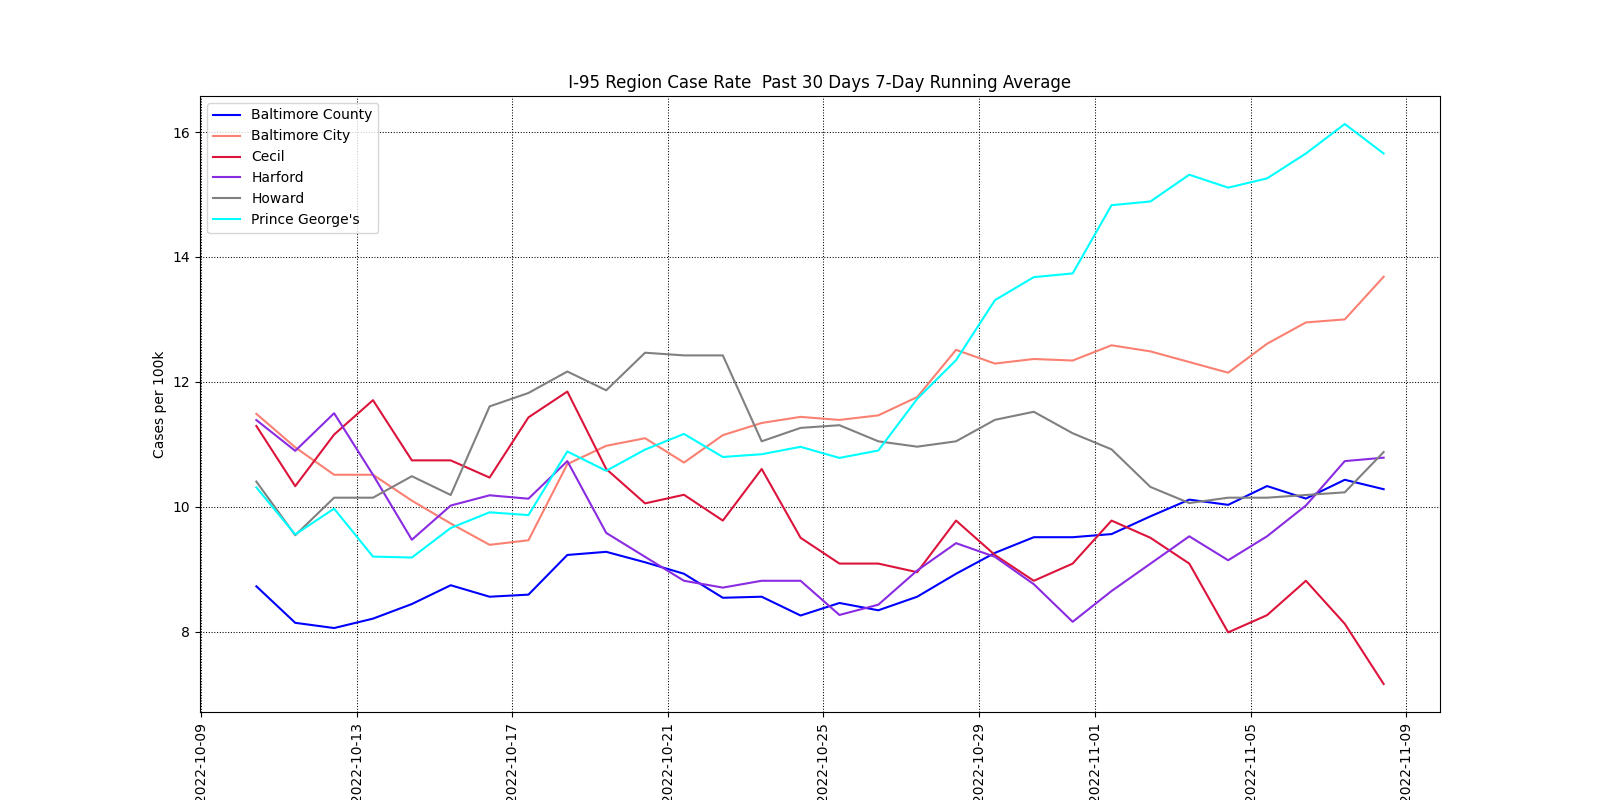 I-95 Region Case Rate  Past 30 Days 7-Day Running Average
Baltimore County
Baltimore City
Cecil
Harford
Howard
Prince George's
Cases per 100k
16
14
12
10
8
2022-10-09
2022-10-13
2022-10-17
2022-10-21
2022-10-25
2022-10-29
2022-11-01
2022-11-05
2022-11-09